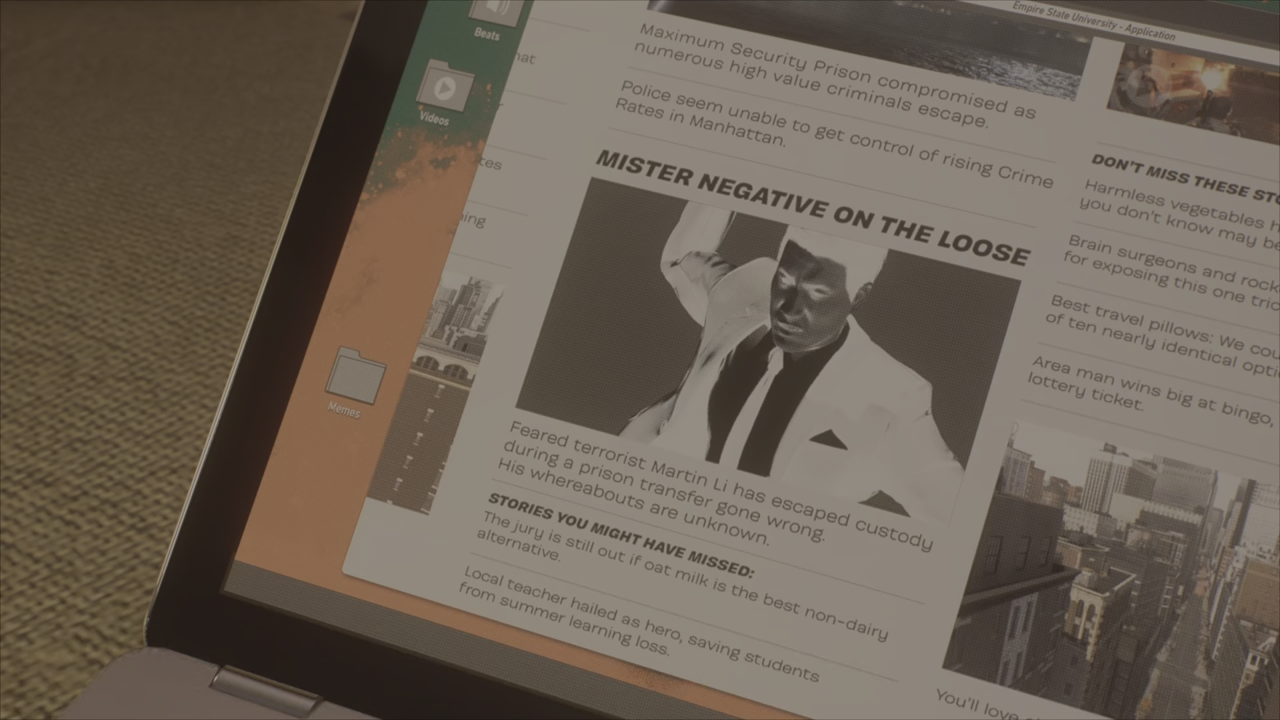 Empire State University - Application
Beats
Videos
Memes
Maximum Security Prison compromised as
numerous high value criminals escape.
Police seem unable to get control of rising Crime
Rates in Manhattan.
MISTER NEGATIVE ON THE LOOSE
Feared terrorist Martin Li has escaped custody
during a prison transfer gone wrong.
His whereabouts are unknown.
STORIES YOU MIGHT HAVE MISSED:
The jury is still out if oat milk is the best non-dairy
alternative.
Local teacher hailed as hero, saving students
from summer learning loss.
DON'T MISS THESE
Harmless vegetables
you don't know may
Brain surgeons and
for exposing this one
Best travel pillows: We
of ten nearly identical
Area man wins big at bingo,
lottery ticket.
You'll love